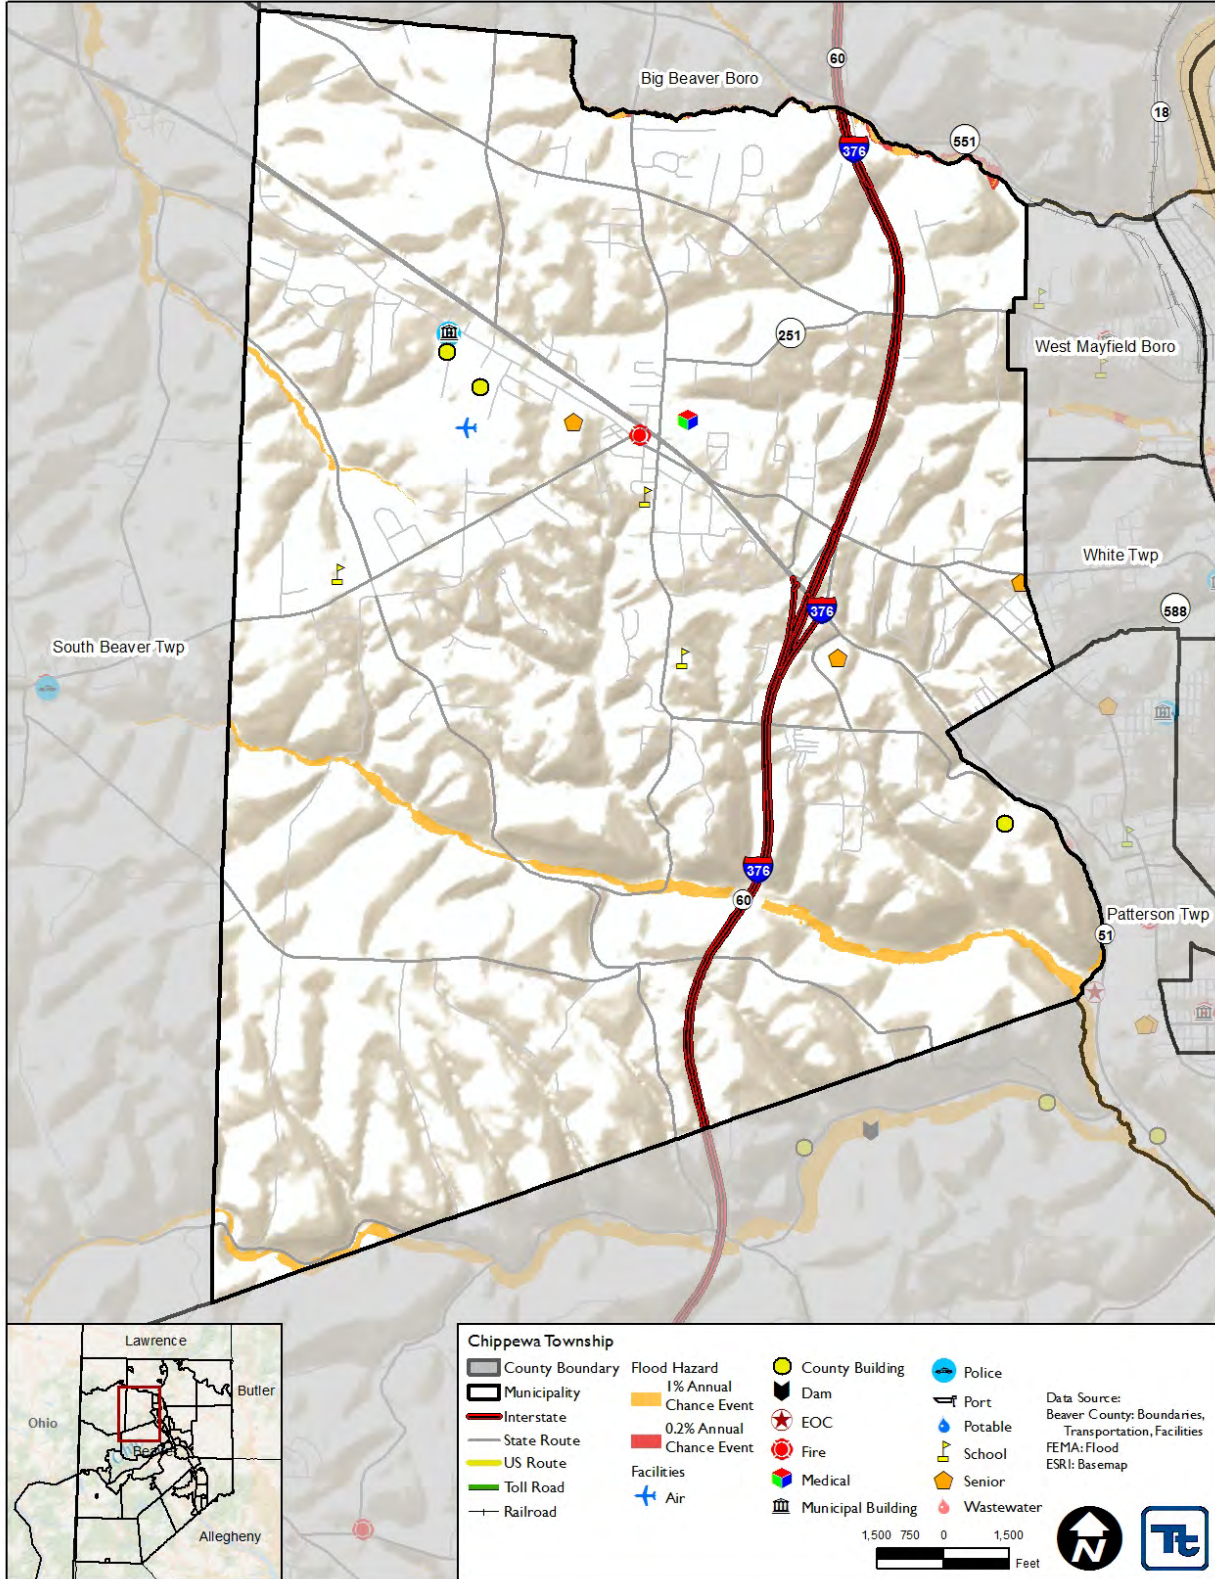 60
Big Beaver Boro
18
551
376
251
West Mayfield Boro
White Twp
376
588
South Beaver Twp
376
60
Patterson Twp
51
Lawrence
Butler
Ohio
Beaver
Allegheny
Chippewa Township
County Boundary
Municipality
Interstate
State Route
US Route
Toll Road
Railroad
Flood Hazard
1% Annual
Chance Event
0.2% Annual
Chance Event
Facilities
Air
County Building
Dam
EOC
Fire
Medical
Municipal Building
Police
Port
Potable
School
Senior
Wastewater
Data Source:
Beaver County: Boundaries,
Transportation, Facilities
FEMA: Flood
ESRI: Basemap
1,500 750 0 1,500
Feet
N
Tt